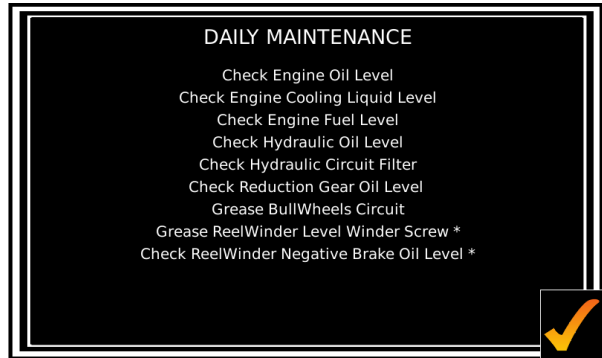 DAILY MAINTENANCE
Check Engine Oil Level
Check Engine Cooling Liquid Level
Check Engine Fuel Level
Check Hydraulic Oil Level
Check Hydraulic Circuit Filter
Check Reduction Gear Oil Level
Grease BullWheels Circuit
Grease ReelWinder Level Winder Screw *
Check ReelWinder Negative Brake Oil Level *